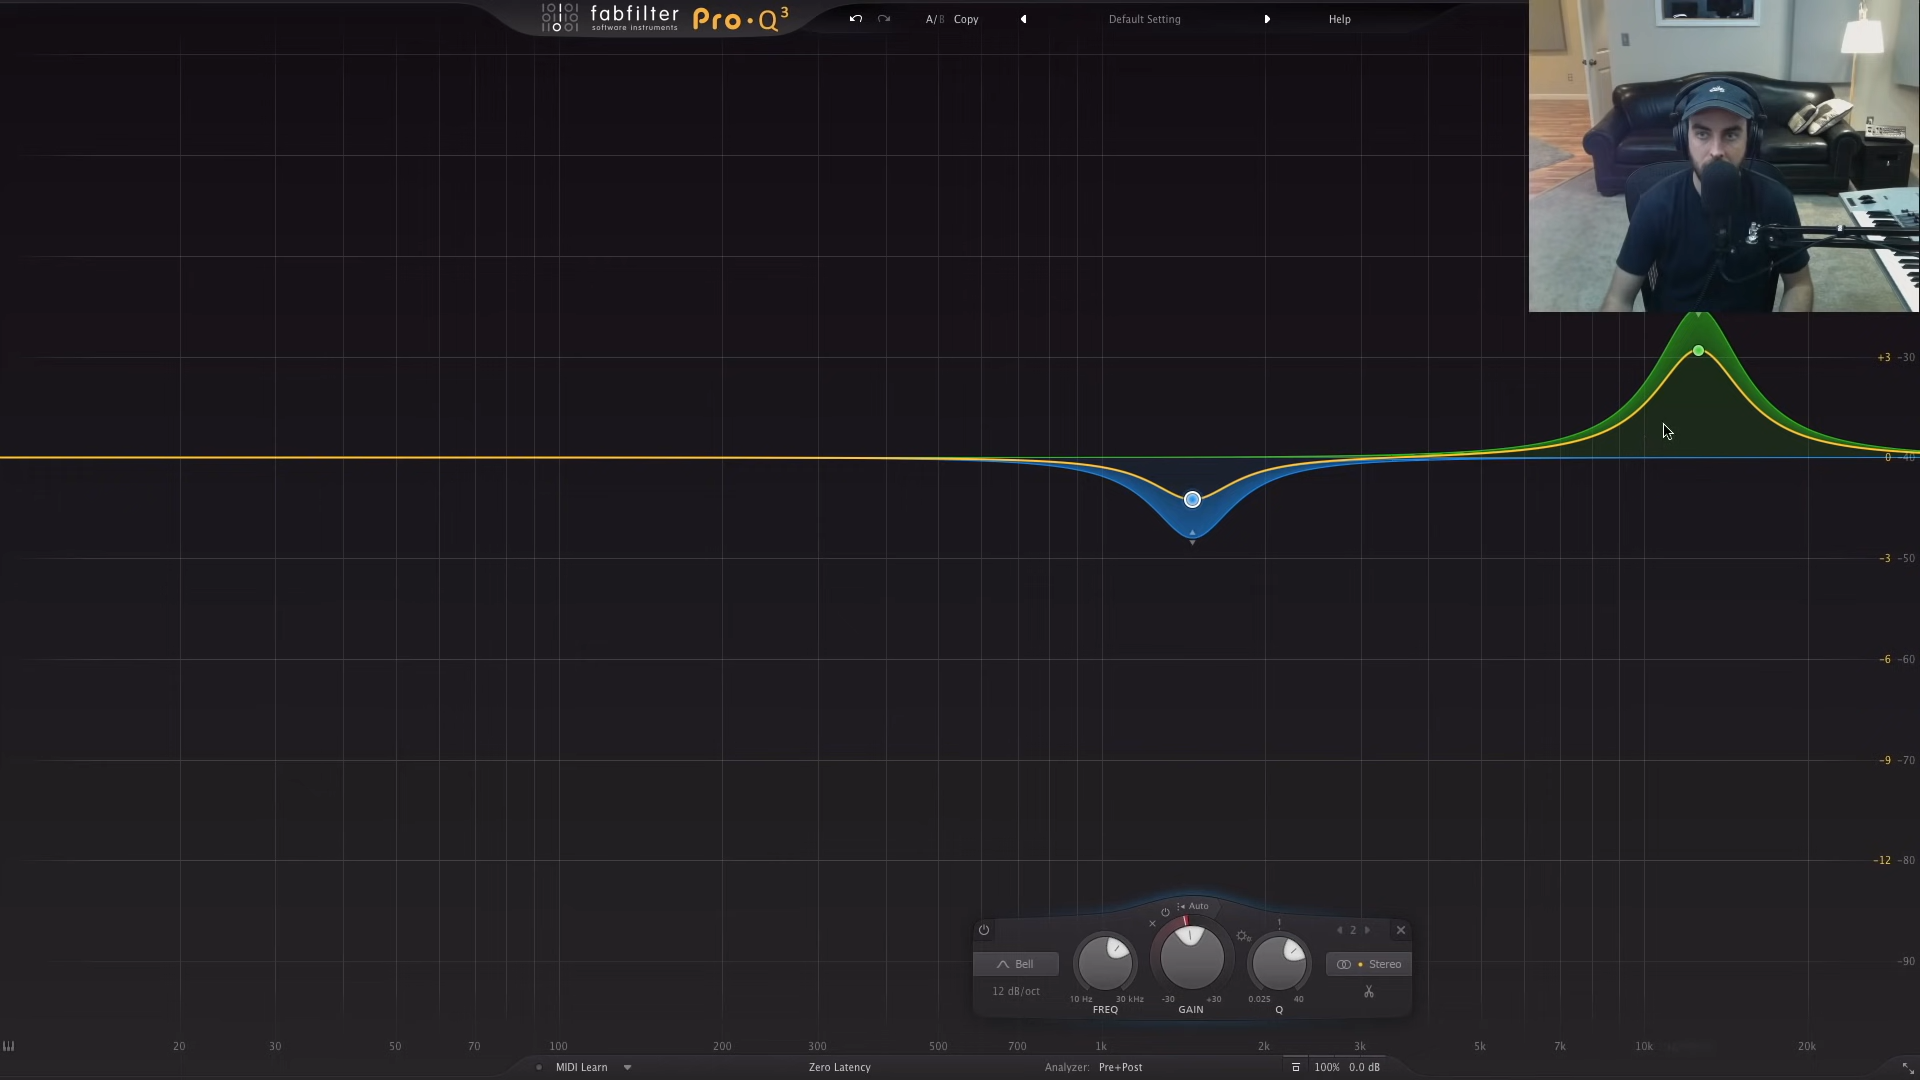 fabfilter
software instruments
Pro·Q3
A/B Copy
Default Setting
Help
+3 -30
0 -40
-3 -50
-6 -60
-9 -70
-12 -80
-90
Auto
2
Bell
1
Stereo
12 dB/oct
10 Hz 30 kHz
-30 +30
0.025 40
FREQ
GAIN
Q
20 30 50 70 100 200 300 500 700 1k 2k 3k 5k 7k 10k 20k
MIDI Learn
Zero Latency
Analyzer: Pre+Post
100% 0.0 dB